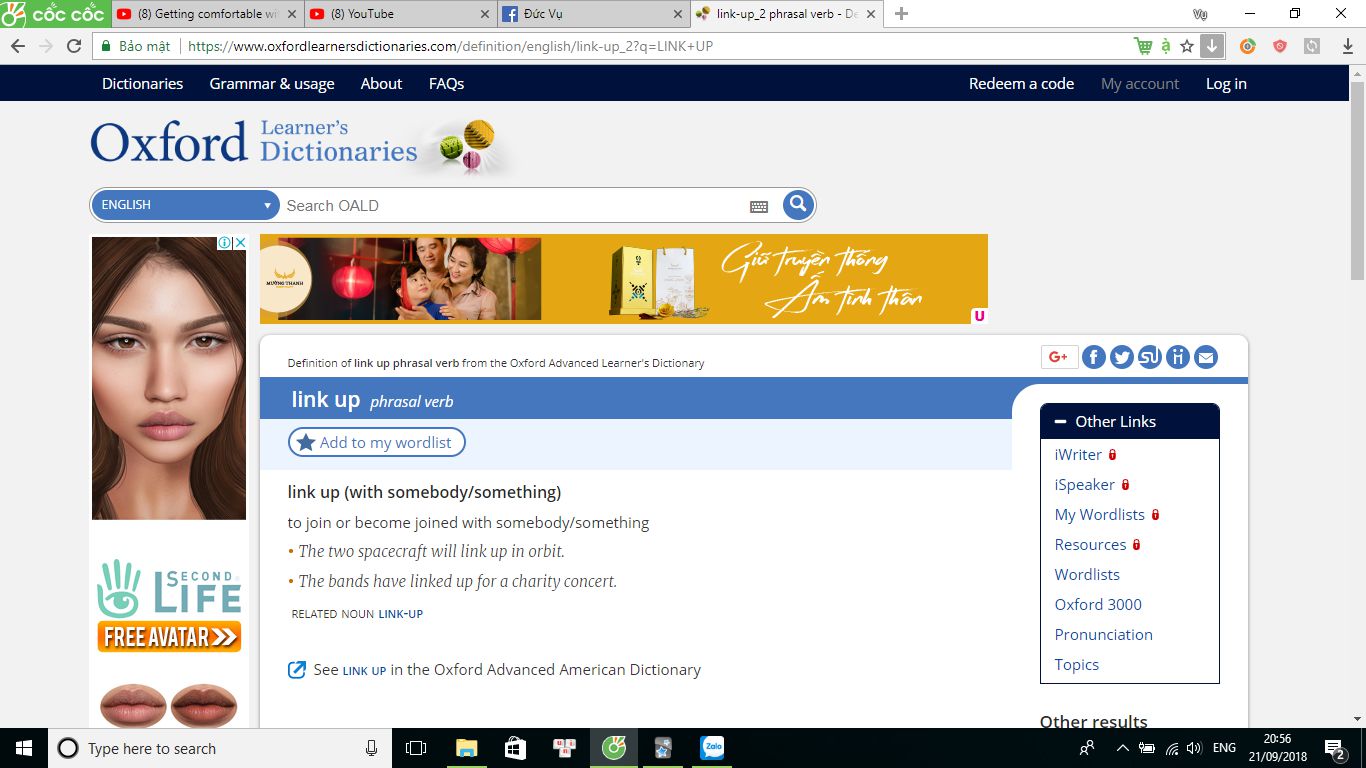 cốc cốc
(8) Getting comfortable wi
(8) YouTube
Đức Vụ
link-up_2 phrasal verb - De
Vụ
Bảo mật
https://www.oxfordlearnersdictionaries.com/definition/english/link-up_2?q=LINK+UP
Dictionaries
Grammar & usage
About
FAQs
Redeem a code
My account
Log in
Oxford
Learner's
Dictionaries
ENGLISH
Search OALD
MƯỜNG THANH
Giữ truyền thống
Ấm tình thân
U
Definition of link up phrasal verb from the Oxford Advanced Learner's Dictionary
G+
link up phrasal verb
Add to my wordlist
link up (with somebody/something)
to join or become joined with somebody/something
• The two spacecraft will link up in orbit.
• The bands have linked up for a charity concert.
RELATED NOUN LINK-UP
See LINK UP in the Oxford Advanced American Dictionary
Other Links
iWriter
iSpeaker
My Wordlists
Resources
Wordlists
Oxford 3000
Pronunciation
Topics
Other results
SECOND
LIFE
FREE AVATAR
Type here to search
Zalo
ENG
20:56
21/09/2018
2